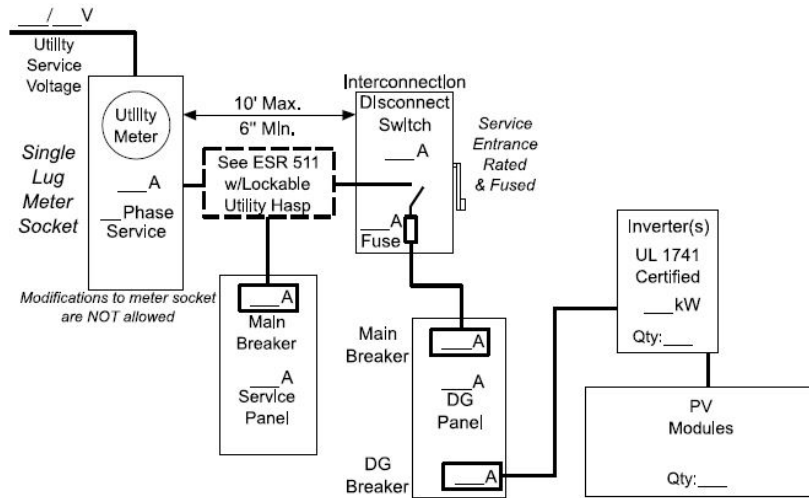 ___/___V
Utility
Service
Voltage
Utility
Meter
Single
Lug
Meter
Socket
___A
__Phase
Service
Modifications to meter socket
are NOT allowed
10' Max.
6" Min.
See ESR 511
w/Lockable
Utility Hasp
___A
Main
Breaker
___A
Service
Panel
Interconnection
Disconnect
Switch
___A
___A
Fuse
Service
Entrance
Rated
& Fused
Main
Breaker
___A
___A
DG
Panel
DG
Breaker
___A
Inverter(s)
UL 1741
Certified
___kW
Qty:___
PV
Modules
Qty:___